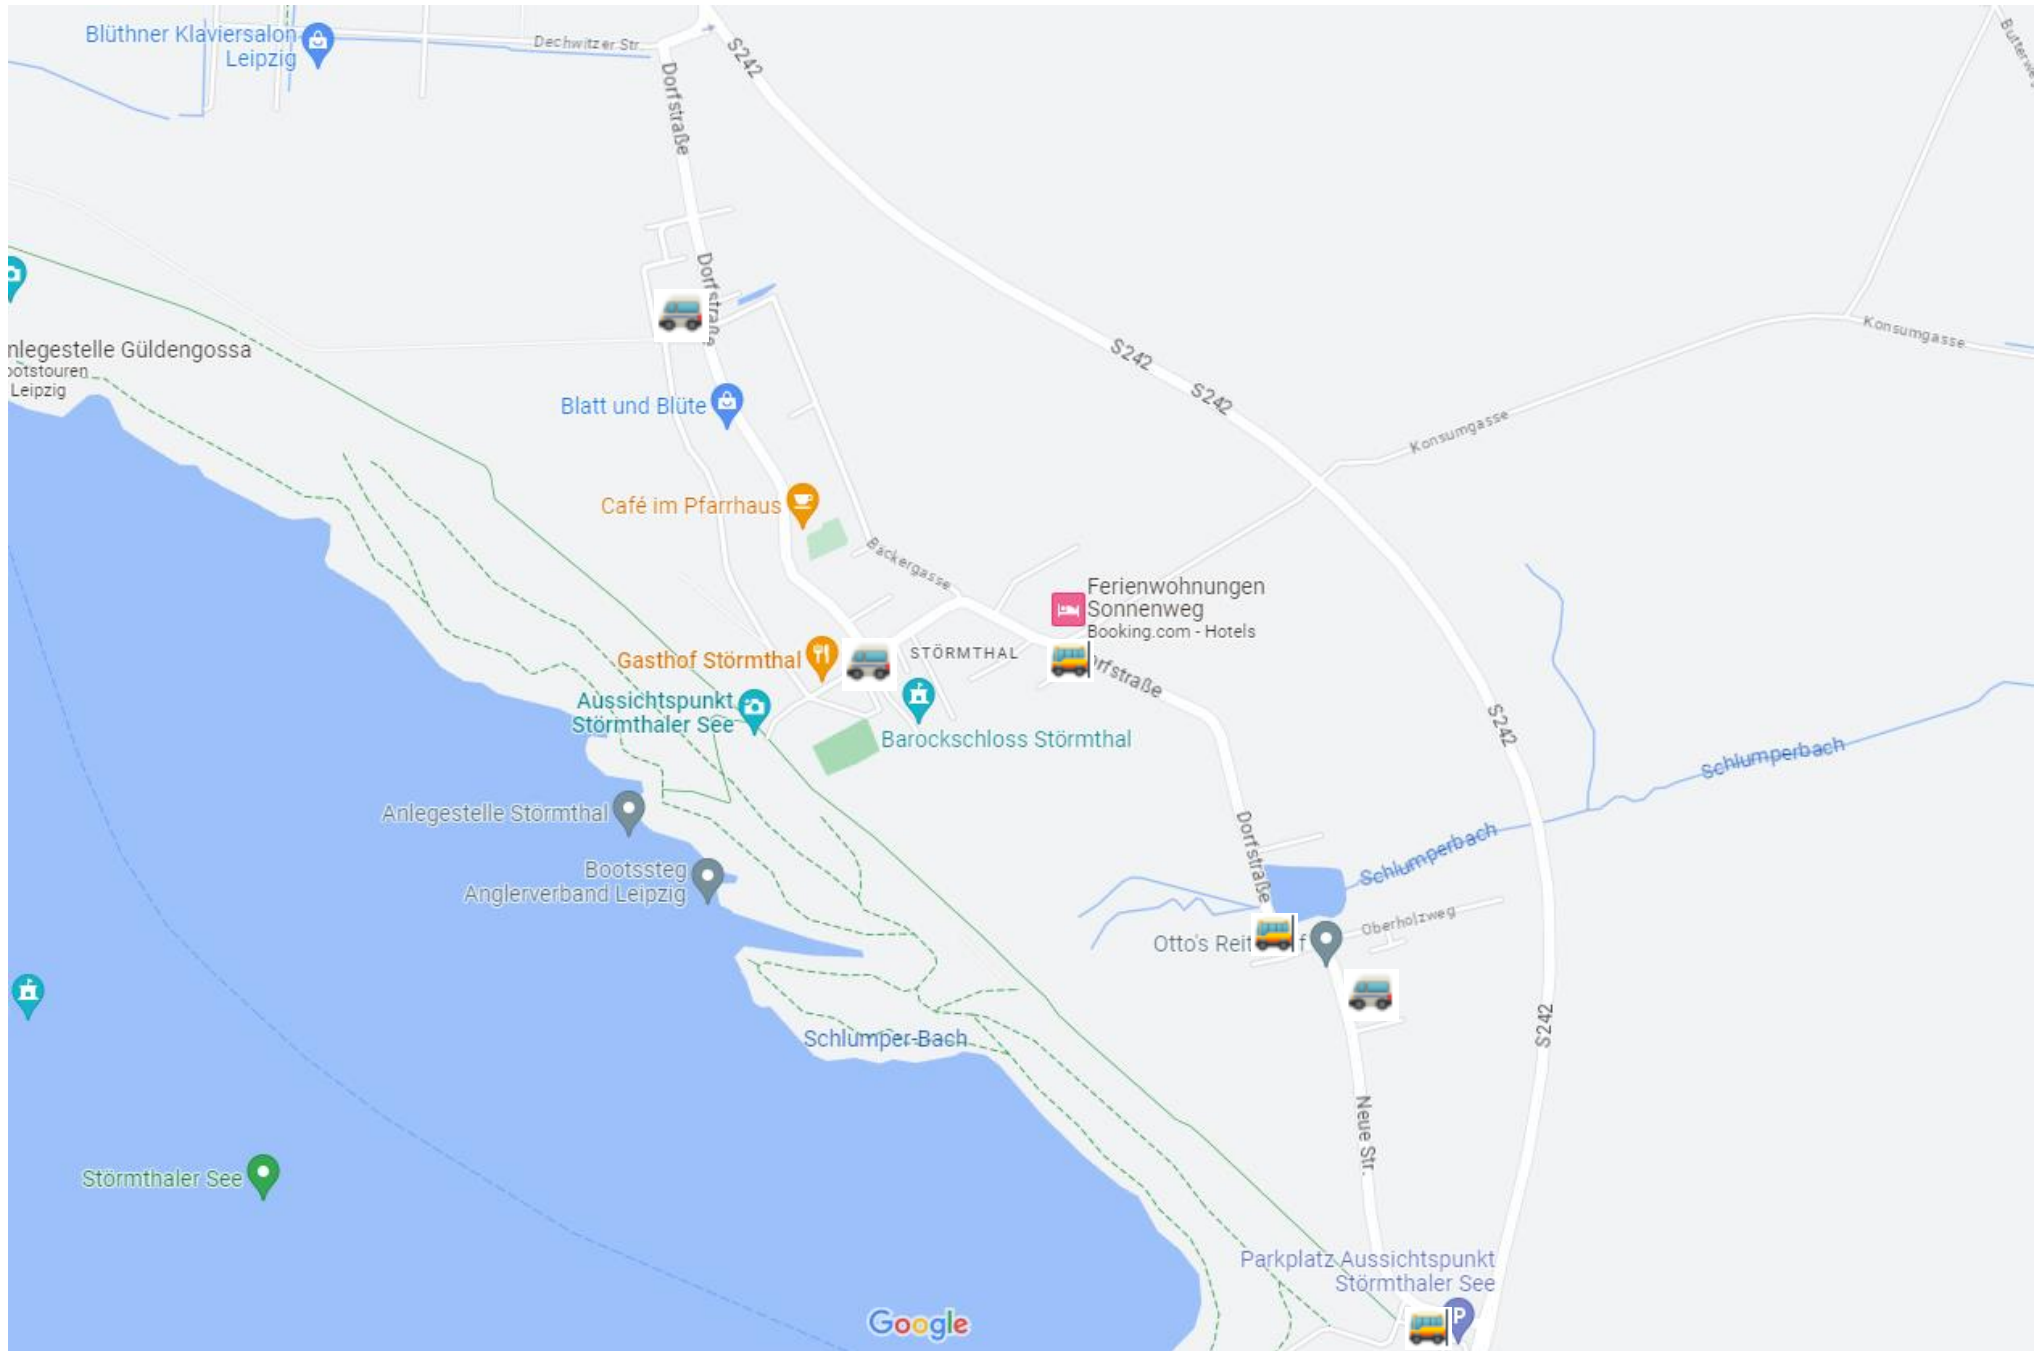 Blüthner Klaviersalon
Leipzig
Dechwitzer Str.
S242
Butterwe
Dorfstraße
Dorfstraße
nlegestelle Güldengossa
ootstouren
Leipzig
S242
S242
Konsumgasse
Konsumgasse
Blatt und Blüte
Café im Pfarrhaus
Bäckergasse
Ferienwohnungen
Sonnenweg
Booking.com - Hotels
Gasthof Störmthal
STÖRMTHAL
orfstraße
Aussichtspunkt
Störmthaler See
Barockschloss Störmthal
S242
Schlumperbach
Anlegestelle Störmthal
Dorfstraße
Schlumperbach
Bootssteg
Anglerverband Leipzig
Oberholzweg
Otto's Reit f
Schlumper-Bach
S242
Neue Str.
Störmthaler See
Parkplatz Aussichtspunkt
Störmthaler See
P
Google